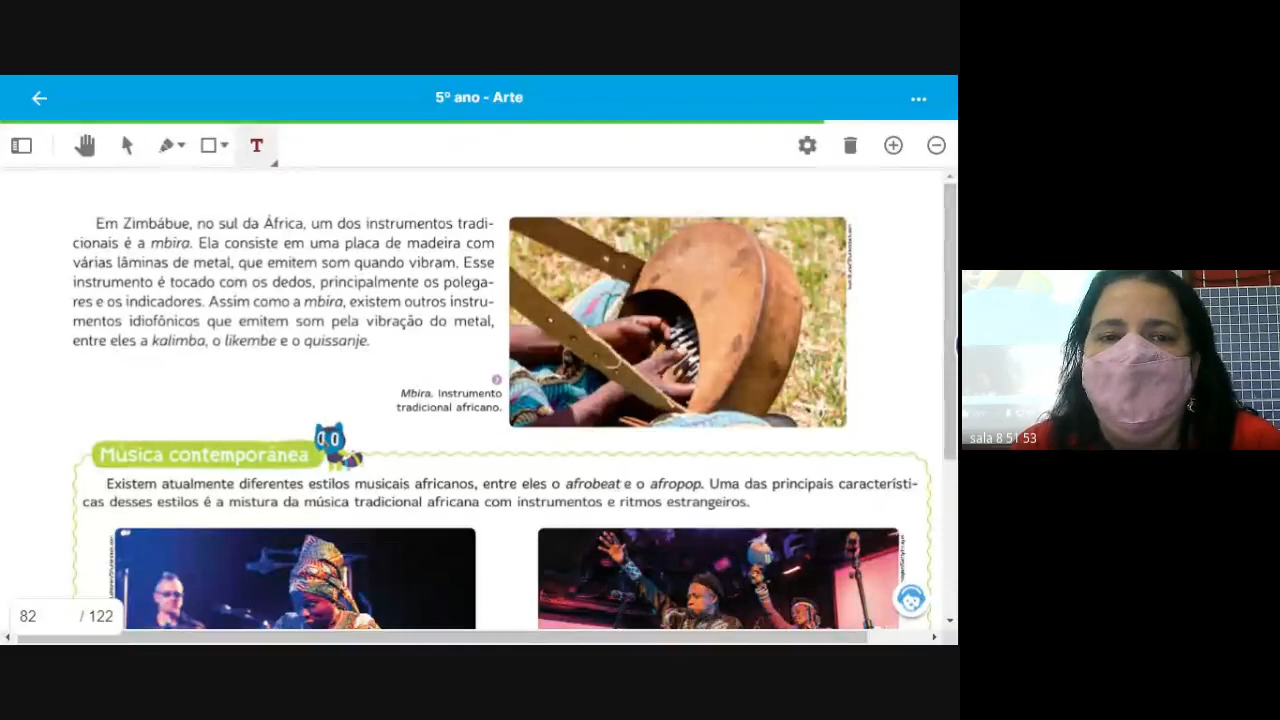 5º ano - Arte
T
Em Zimbábue, no sul da África, um dos instrumentos tradi-
cionais é a mbira. Ela consiste em uma placa de madeira com
várias lâminas de metal, que emitem som quando vibram. Esse
instrumento é tocado com os dedos, principalmente os polega-
res e os indicadores. Assim como a mbira, existem outros instru-
mentos idiofônicos que emitem som pela vibração do metal,
entre eles a kalimba, o likembe e o quissanje.
Mbira. Instrumento
tradicional africano.
Música contemporânea
Existem atualmente diferentes estilos musicais africanos, entre eles o afrobeat e o afropop. Uma das principais característi-
cas desses estilos é a mistura da música tradicional africana com instrumentos e ritmos estrangeiros.
82 / 122
sala 8 51 53